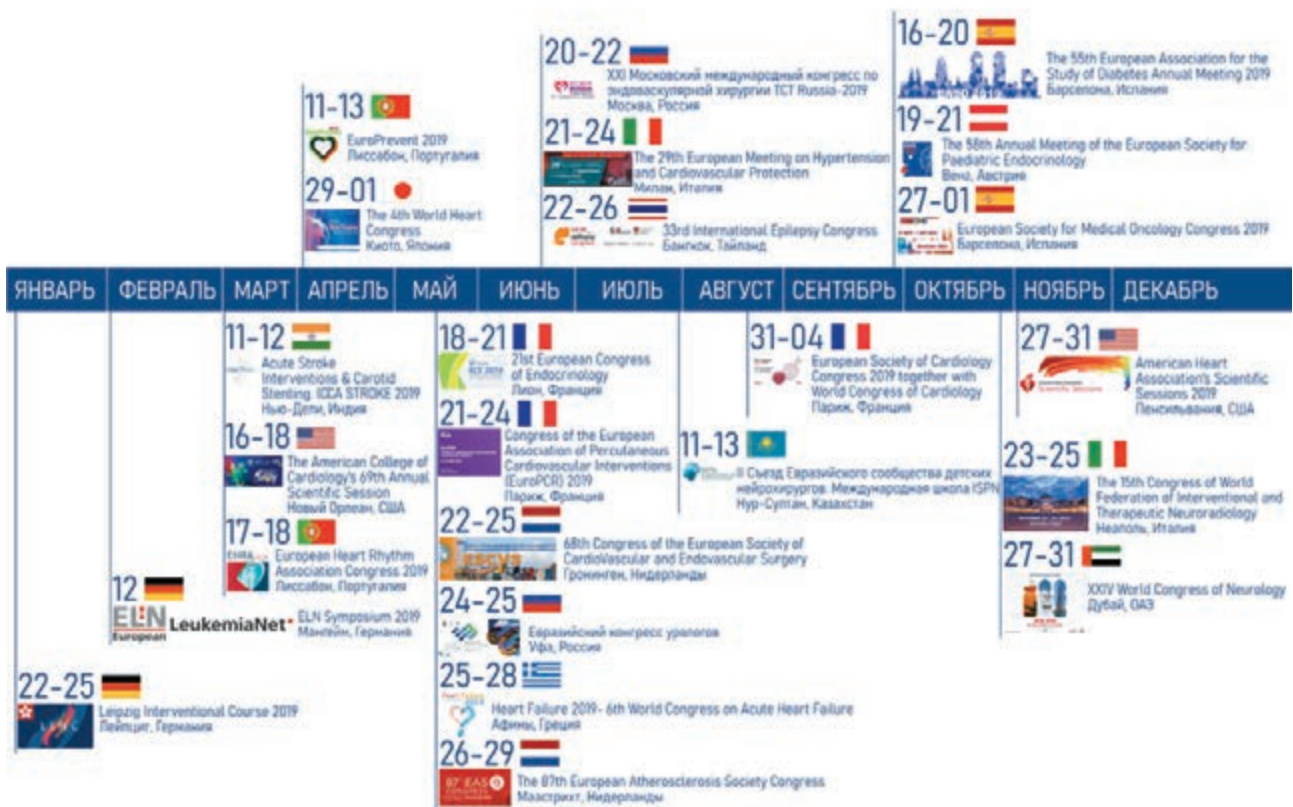 16-20
The 55th European Association for the
Study of Diabetes Annual Meeting 2019
Барселона, Испания
20-22
XXI Московский международный конгресс по
эндоваскулярной хирургии TCT Russia-2019
Москва, Россия
11-13
EuroPrevent 2019
Лиссабон, Португалия
19-21
The 58th Annual Meeting of the European Society for
Paediatric Endocrinology
Вена, Австрия
21-24
The 29th European Meeting on Hypertension
and Cardiovascular Protection
Милан, Италия
29-01
The 4th World Heart
Congress
Киото, Япония
22-26
33rd International Epilepsy Congress
Бангкок, Тайланд
27-01
European Society for Medical Oncology Congress 2019
Барселона, Испания
ЯНВАРЬ ФЕВРАЛЬ МАРТ АПРЕЛЬ МАЙ ИЮНЬ ИЮЛЬ АВГУСТ СЕНТЯБРЬ ОКТЯБРЬ НОЯБРЬ ДЕКАБРЬ
11-12
Acute Stroke
Interventions & Carotid
Stenting. ICCA STROKE 2019
Нью-Дели, Индия
16-18
The American College of
Cardiology's 69th Annual
Scientific Session
Новый Орлеан, США
17-18
EHRA
European Heart Rhythm
Association Congress 2019
Лиссабон, Португалия
12
ELN
European
LeukemiaNet
ELN Symposium 2019
Мангейм, Германия
22-25
Leipzig Interventional Course 2019
Лейпциг, Германия
18-21
21st European Congress
of Endocrinology
Лион, Франция
21-24
Congress of the European
Association of Percutaneous
Cardiovascular Interventions
(EuroPCR) 2019
Париж, Франция
22-25
ESCVS
68th Congress of the European Society of
CardioVascular and Endovascular Surgery
Гронинген, Нидерланды
24-25
Евразийский конгресс урологов
Уфа, Россия
25-28
Heart Failure 2019- 6th World Congress on Acute Heart Failure
Афины, Греция
26-29
87 EAS
CONGRESS
The 87th European Atherosclerosis Society Congress
Маастрихт, Нидерланды
31-04
European Society of Cardiology
Congress 2019 together with
World Congress of Cardiology
Париж, Франция
11-13
II Съезд Евразийского сообщества детских
нейрохирургов. Международная школа ISPN
Нур-Султан, Казахстан
27-31
Scientific Sessions
American Heart
Association's Scientific
Sessions 2019
Пенсильвания, США
23-25
The 15th Congress of World
Federation of Interventional and
Therapeutic Neuroradiology
Неаполь, Италия
27-31
XXIV World Congress of Neurology
Дубай, ОАЭ